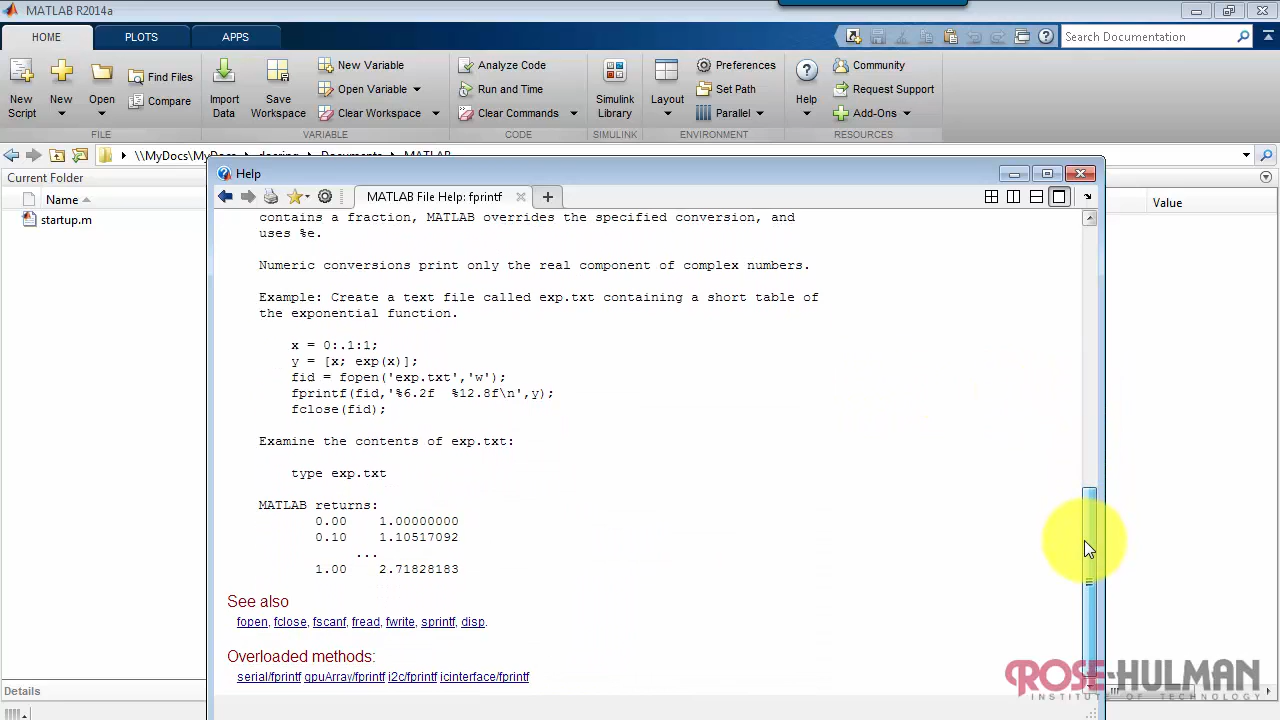 MATLAB R2014a
HOME PLOTS APPS Search Documentation
New Script New Open Find Files Compare Import Data Save Workspace New Variable Open Variable Clear Workspace Analyze Code Run and Time Clear Commands Simulink Library Layout Preferences Set Path Parallel Help Community Request Support Add-Ons
FILE VARIABLE CODE SIMULINK ENVIRONMENT RESOURCES
\\MyDocs\MyDocs Documents MATLAB
Current Folder
Name Value
startup.m
Help
MATLAB File Help: fprintf
contains a fraction, MATLAB overrides the specified conversion, and
uses %e.
Numeric conversions print only the real component of complex numbers.
Example: Create a text file called exp.txt containing a short table of
the exponential function.
x = 0:.1:1;
y = [x; exp(x)];
fid = fopen('exp.txt','w');
fprintf(fid,'%6.2f  %12.8f\n',y);
fclose(fid);
Examine the contents of exp.txt:
type exp.txt
MATLAB returns:
0.00 1.00000000
0.10 1.10517092
...
1.00 2.71828183
See also
fopen, fclose, fscanf, fread, fwrite, sprintf, disp.
Overloaded methods:
serial/fprintf gpuArray/fprintf i2c/fprintf icinterface/fprintf
Details
ROSE-HULMAN
INSTITUTE OF TECHNOLOGY